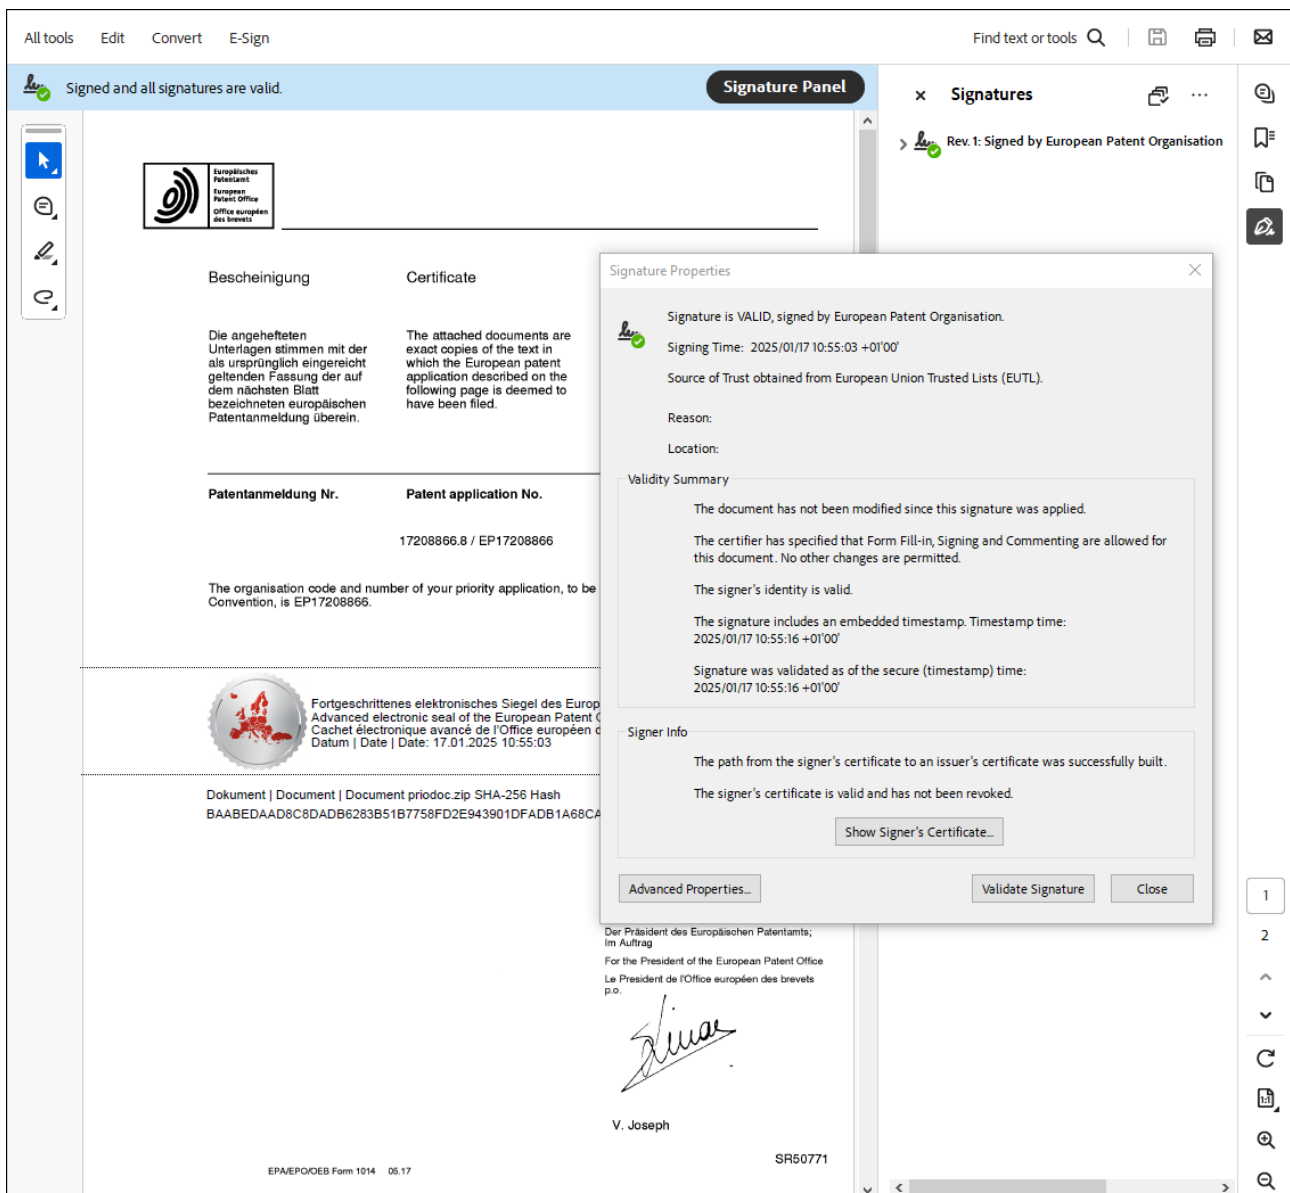 All tools Edit Convert E-Sign Find text or tools
Signed and all signatures are valid. Signature Panel
Signatures
Rev. 1: Signed by European Patent Organisation
Europäisches
Patentamt
European
Patent Office
Office européen
des brevets
Bescheinigung
Die angehefteten
Unterlagen stimmen mit der
als ursprünglich eingereicht
geltenden Fassung der auf
dem nächsten Blatt
bezeichneten europäischen
Patentanmeldung überein.
Certificate
The attached documents are
exact copies of the text in
which the European patent
application described on the
following page is deemed to
have been filed.
Patentanmeldung Nr. Patent application No.
17208866.8 / EP17208866
The organisation code and number of your priority application, to be
Convention, is EP17208866.
Fortgeschrittenes elektronisches Siegel des Europ
Advanced electronic seal of the European Patent
Cachet électronique avancé de l'Office européen
Datum | Date | Date: 17.01.2025 10:55:03
Dokument | Document | Document priodoc.zip SHA-256 Hash
BAABEDAAD8C8DADB6283B51B7758FD2E943901DFADB1A68CA
Signature Properties
Signature is VALID, signed by European Patent Organisation.
Signing Time: 2025/01/17 10:55:03 +01'00'
Source of Trust obtained from European Union Trusted Lists (EUTL).
Reason:
Location:
Validity Summary
The document has not been modified since this signature was applied.
The certifier has specified that Form Fill-in, Signing and Commenting are allowed for
this document. No other changes are permitted.
The signer's identity is valid.
The signature includes an embedded timestamp. Timestamp time:
2025/01/17 10:55:16 +01'00'
Signature was validated as of the secure (timestamp) time:
2025/01/17 10:55:16 +01'00'
Signer Info
The path from the signer's certificate to an issuer's certificate was successfully built.
The signer's certificate is valid and has not been revoked.
Show Signer's Certificate...
Advanced Properties... Validate Signature Close
Der Präsident des Europäischen Patentamts;
Im Auftrag
For the President of the European Patent Office
Le President de l'Office européen des brevets
p.o.
V. Joseph
SR50771
EPA/EPO/OEB Form 1014 05.17
1
2
1:1